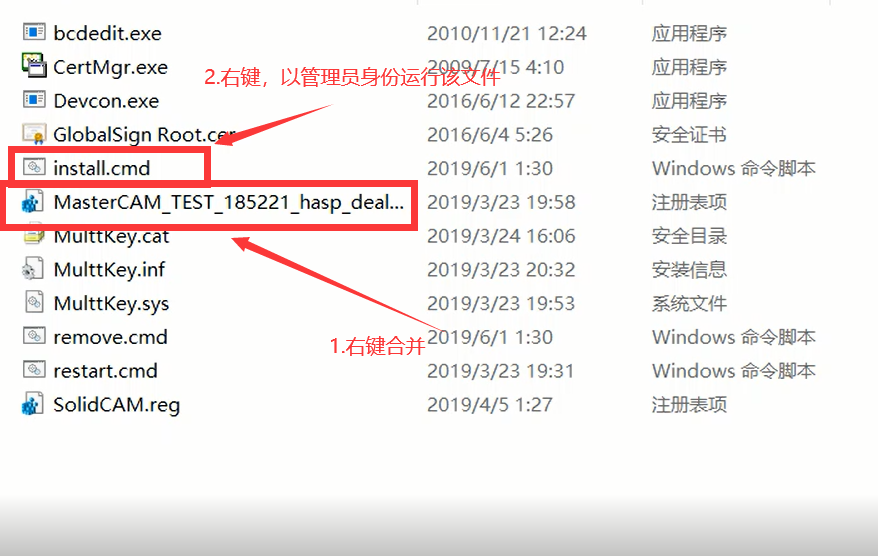 bcdedit.exe 2010/11/21 12:24 应用程序
CertMgr.exe 2009/7/15 4:10 应用程序
2.右键，以管理员身份运行该文件
Devcon.exe 2016/6/12 22:57 应用程序
GlobalSign Root.cer 2016/6/4 5:26 安全证书
install.cmd 2019/6/1 1:30 Windows 命令脚本
MasterCAM_TEST_185221_hasp_deal... 2019/3/23 19:58 注册表项
MulttKey.cat 2019/3/24 16:06 安全目录
MulttKey.inf 2019/3/23 20:32 安装信息
MulttKey.sys 2019/3/23 19:53 系统文件
remove.cmd 2019/6/1 1:30 Windows 命令脚本
1.右键合并
restart.cmd 2019/3/23 19:31 Windows 命令脚本
SolidCAM.reg 2019/4/5 1:27 注册表项